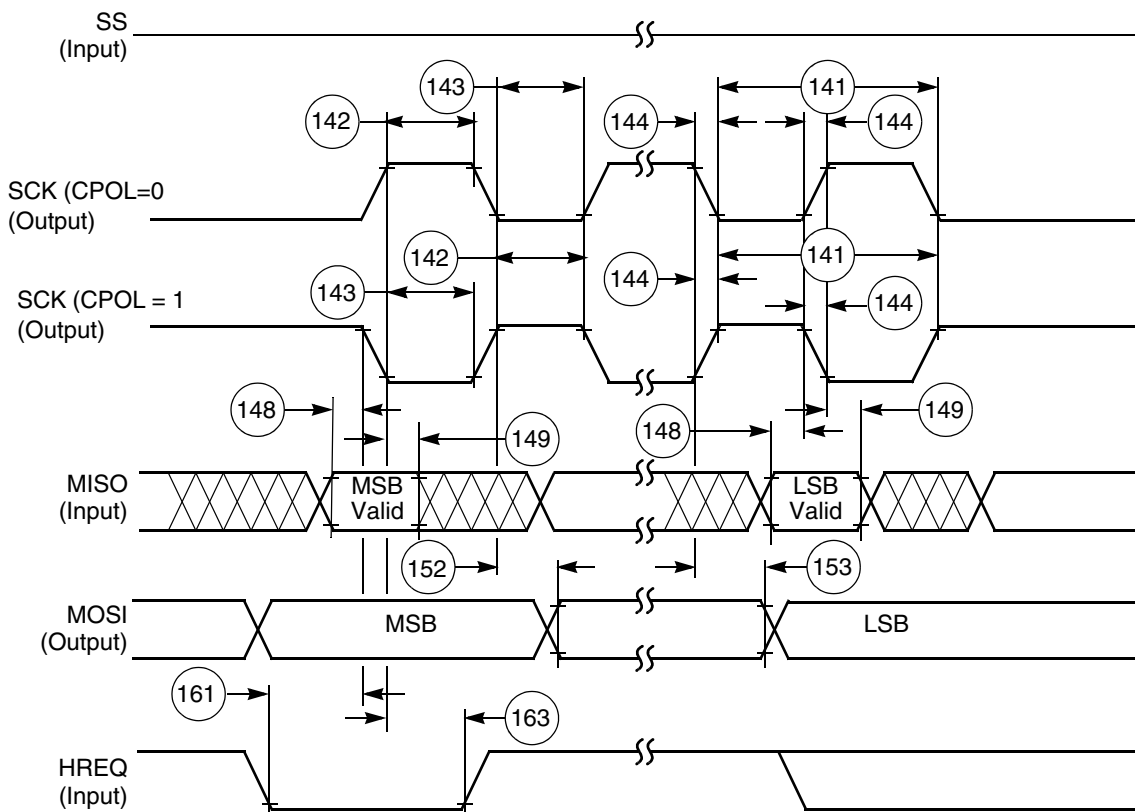 SS
(Input)
143
141
142
144
144
SCK (CPOL=0
(Output)
142
141
143
144
SCK (CPOL = 1
(Output)
144
148
149
148
149
MISO
(Input)
MSB
Valid
LSB
Valid
152
153
MOSI
(Output)
MSB
LSB
161
163
HREQ
(Input)